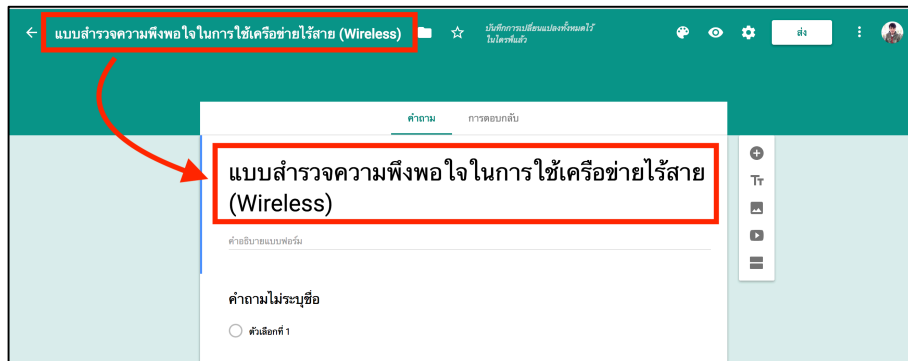 แบบสำรวจความพึงพอใจในการใช้เครือข่ายไร้สาย (Wireless)
บันทึกการเปลี่ยนแปลงทั้งหมดไว้
ในไดรฟ์แล้ว
ส่ง
คำถาม
การตอบกลับ
แบบสำรวจความพึงพอใจในการใช้เครือข่ายไร้สาย
(Wireless)
คำอธิบายแบบฟอร์ม
คำถามไม่ระบุชื่อ
ตัวเลือกที่ 1
Tт